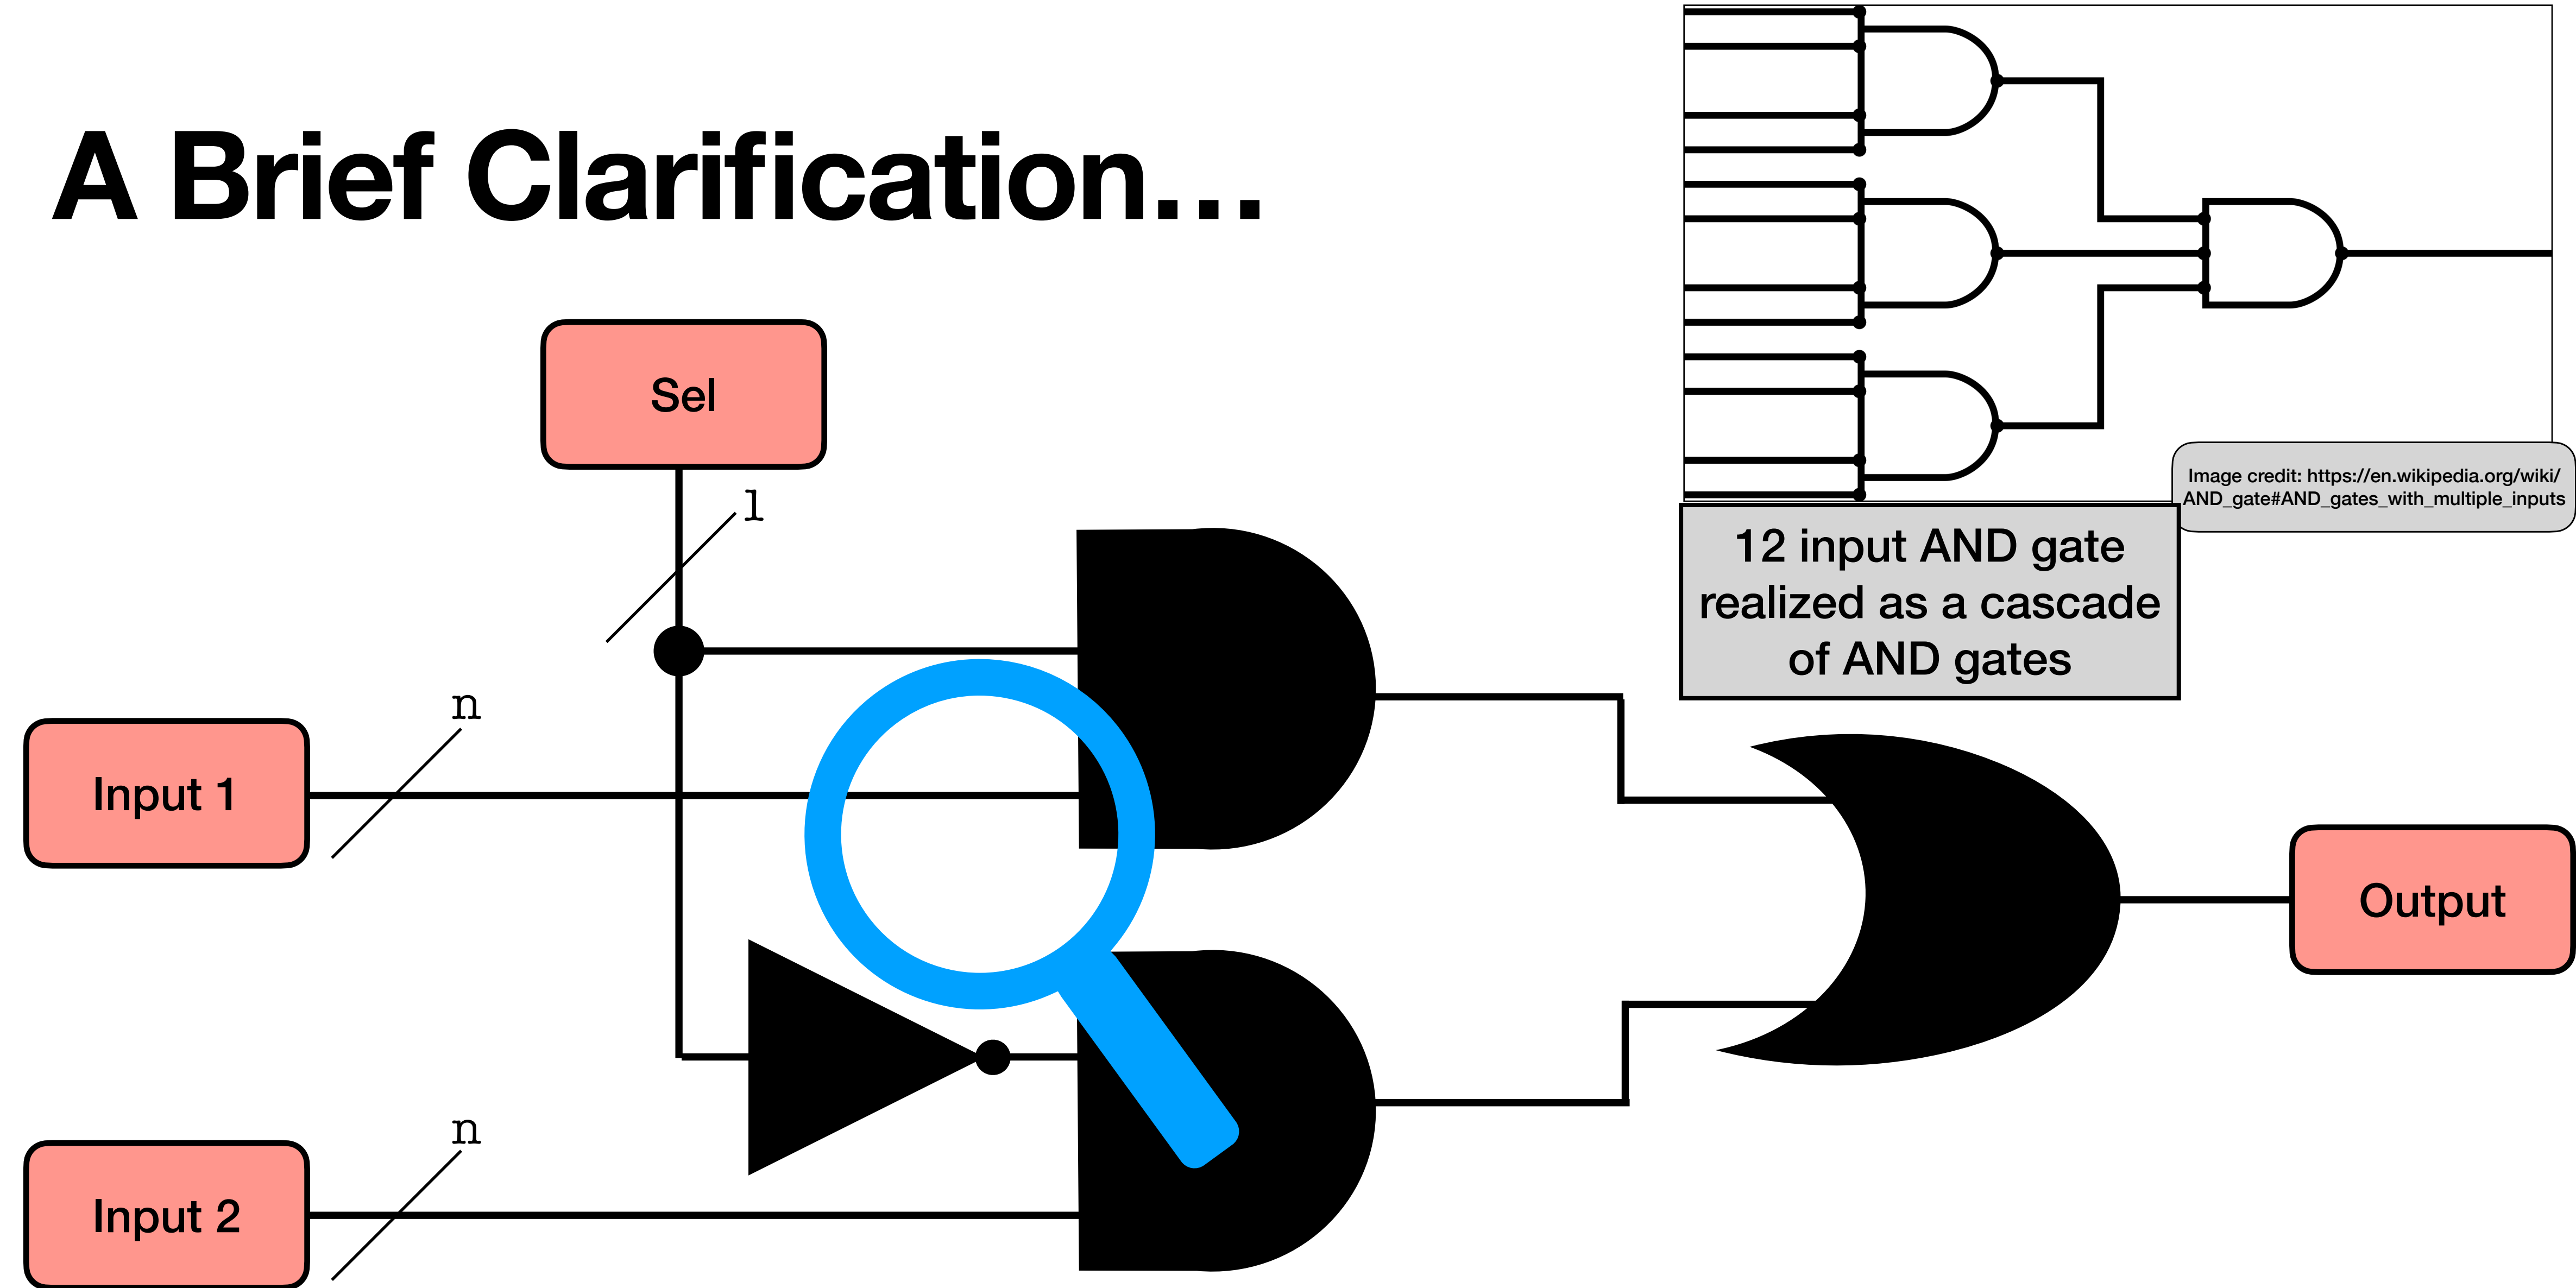 A Brief Clarification...
Image credit: https://en.wikipedia.org/wiki/
AND_gate#AND_gates_with_multiple_inputs
12 input AND gate
realized as a cascade
of AND gates
Sel
1
n
Input 1
Output
n
Input 2